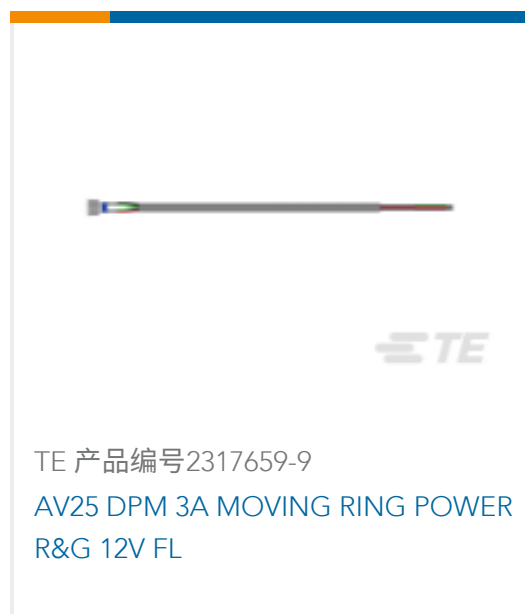 TE
TE 产品编号2317659-9
AV25 DPM 3A MOVING RING POWER
R&G 12V FL